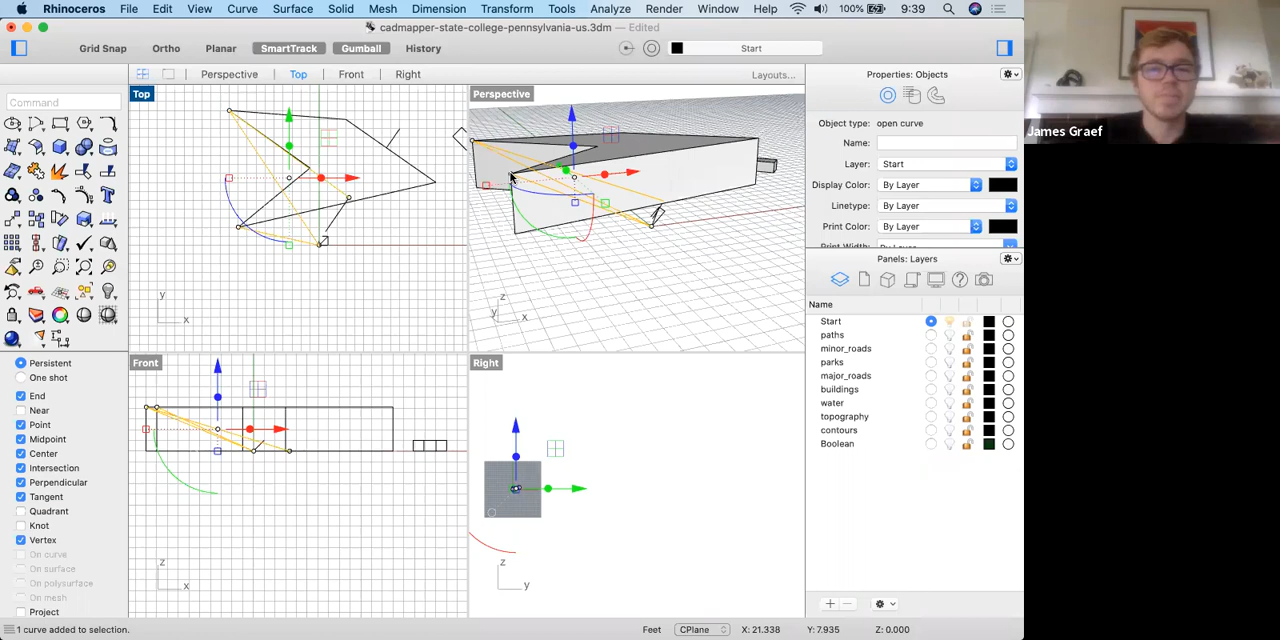 Rhinoceros File Edit View Curve Surface Solid Mesh Dimension Transform Tools Analyze Render Window Help 100% 9:39
cadmapper-state-college-pennsylvania-us.3dm — Edited
Grid Snap Ortho Planar SmartTrack Gumball History Start
Perspective Top Front Right Layouts...
Properties: Objects
Command
Top
Perspective
James Graef
Object type: open curve
Name:
Layer: Start
Display Color: By Layer
Linetype: By Layer
Print Color: By Layer
Print Width:
Panels: Layers
Name
Start
paths
minor_roads
parks
major_roads
buildings
water
topography
contours
Boolean
y
x
z
y
x
Front
Right
z
x
z
y
Persistent
One shot
End
Near
Point
Midpoint
Center
Intersection
Perpendicular
Tangent
Quadrant
Knot
Vertex
On curve
On surface
On polysurface
On mesh
Project
1 curve added to selection. Feet CPlane X: 21.338 Y: 7.935 Z: 0.000